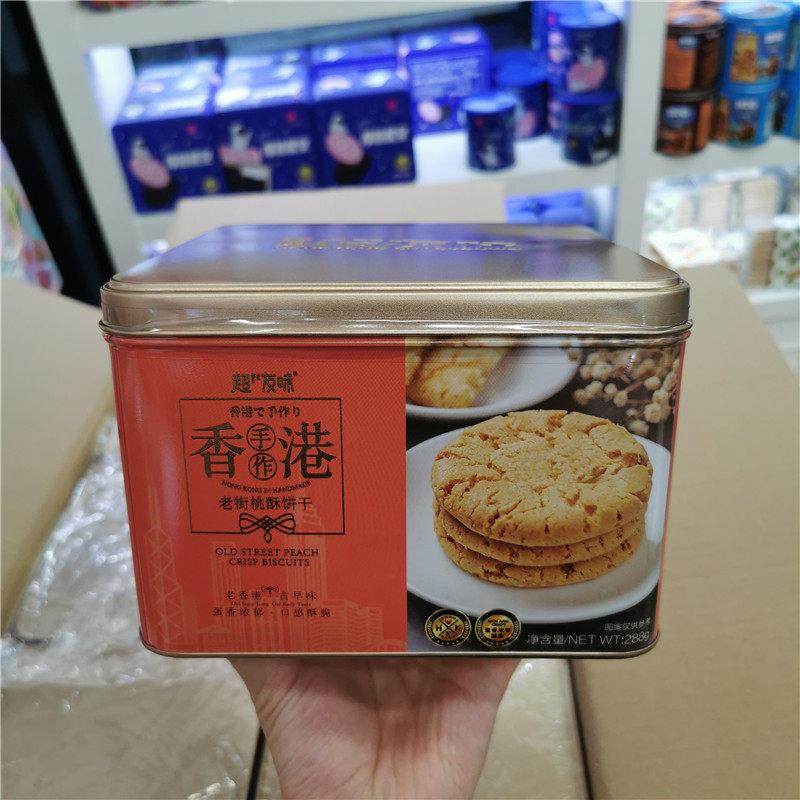 超友味
香港で手作り
香手作港
HONG KONG IN HANDMADE
老街桃酥饼干
OLD STREET PEACH
CRISP BISCUITS
老香港·古早味
蛋香浓郁·口感酥脆
图案仅供参考
净含量/NET WT:288g